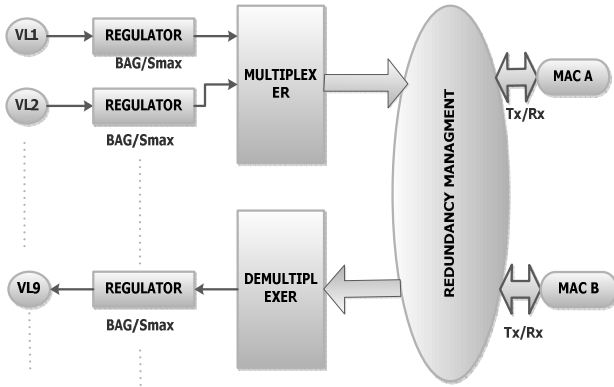 VL1
REGULATOR
BAG/Smax
VL2
REGULATOR
BAG/Smax
MULTIPLEX
ER
REDUNDANCY MANAGMENT
MAC A
Tx/Rx
VL9
REGULATOR
BAG/Smax
DEMULTIPL
EXER
MAC B
Tx/Rx